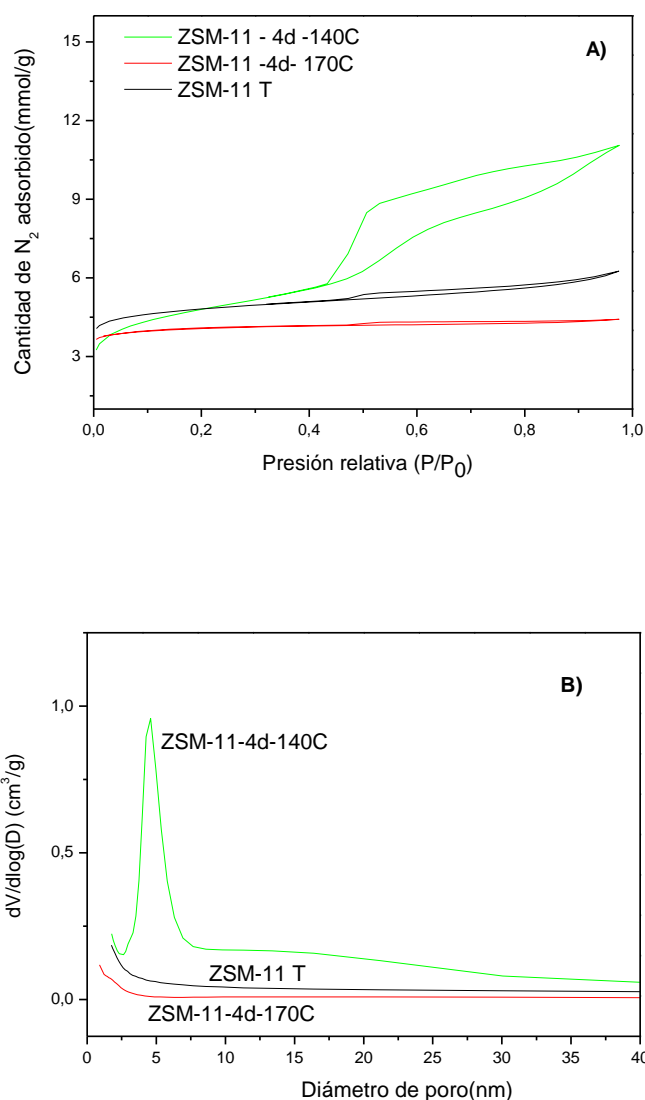 ZSM-11 - 4d -140C
ZSM-11 -4d- 170C
ZSM-11 T
A)
15
12
9
6
3
0,0 0,2 0,4 0,6 0,8 1,0
Cantidad de N2 adsorbido(mmol/g)
Presión relativa (P/P0)
B)
ZSM-11-4d-140C
ZSM-11 T
ZSM-11-4d-170C
1,0
0,5
0,0
0 5 10 15 20 25 30 35 40
dV/dlog(D) (cm3/g)
Diámetro de poro(nm)